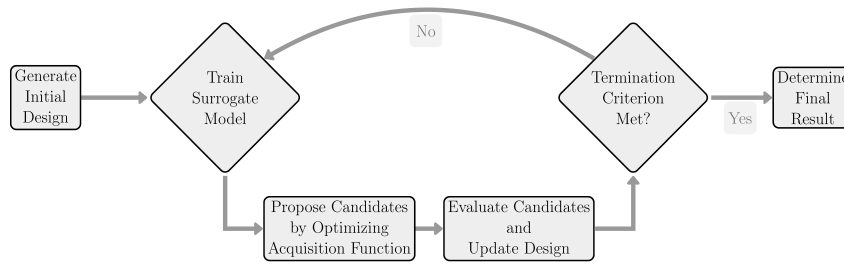 Generate
Initial
Design
Train
Surrogate
Model
Propose Candidates
by Optimizing
Acquisition Function
Evaluate Candidates
and
Update Design
Termination
Criterion
Met?
No
Yes
Determine
Final
Result